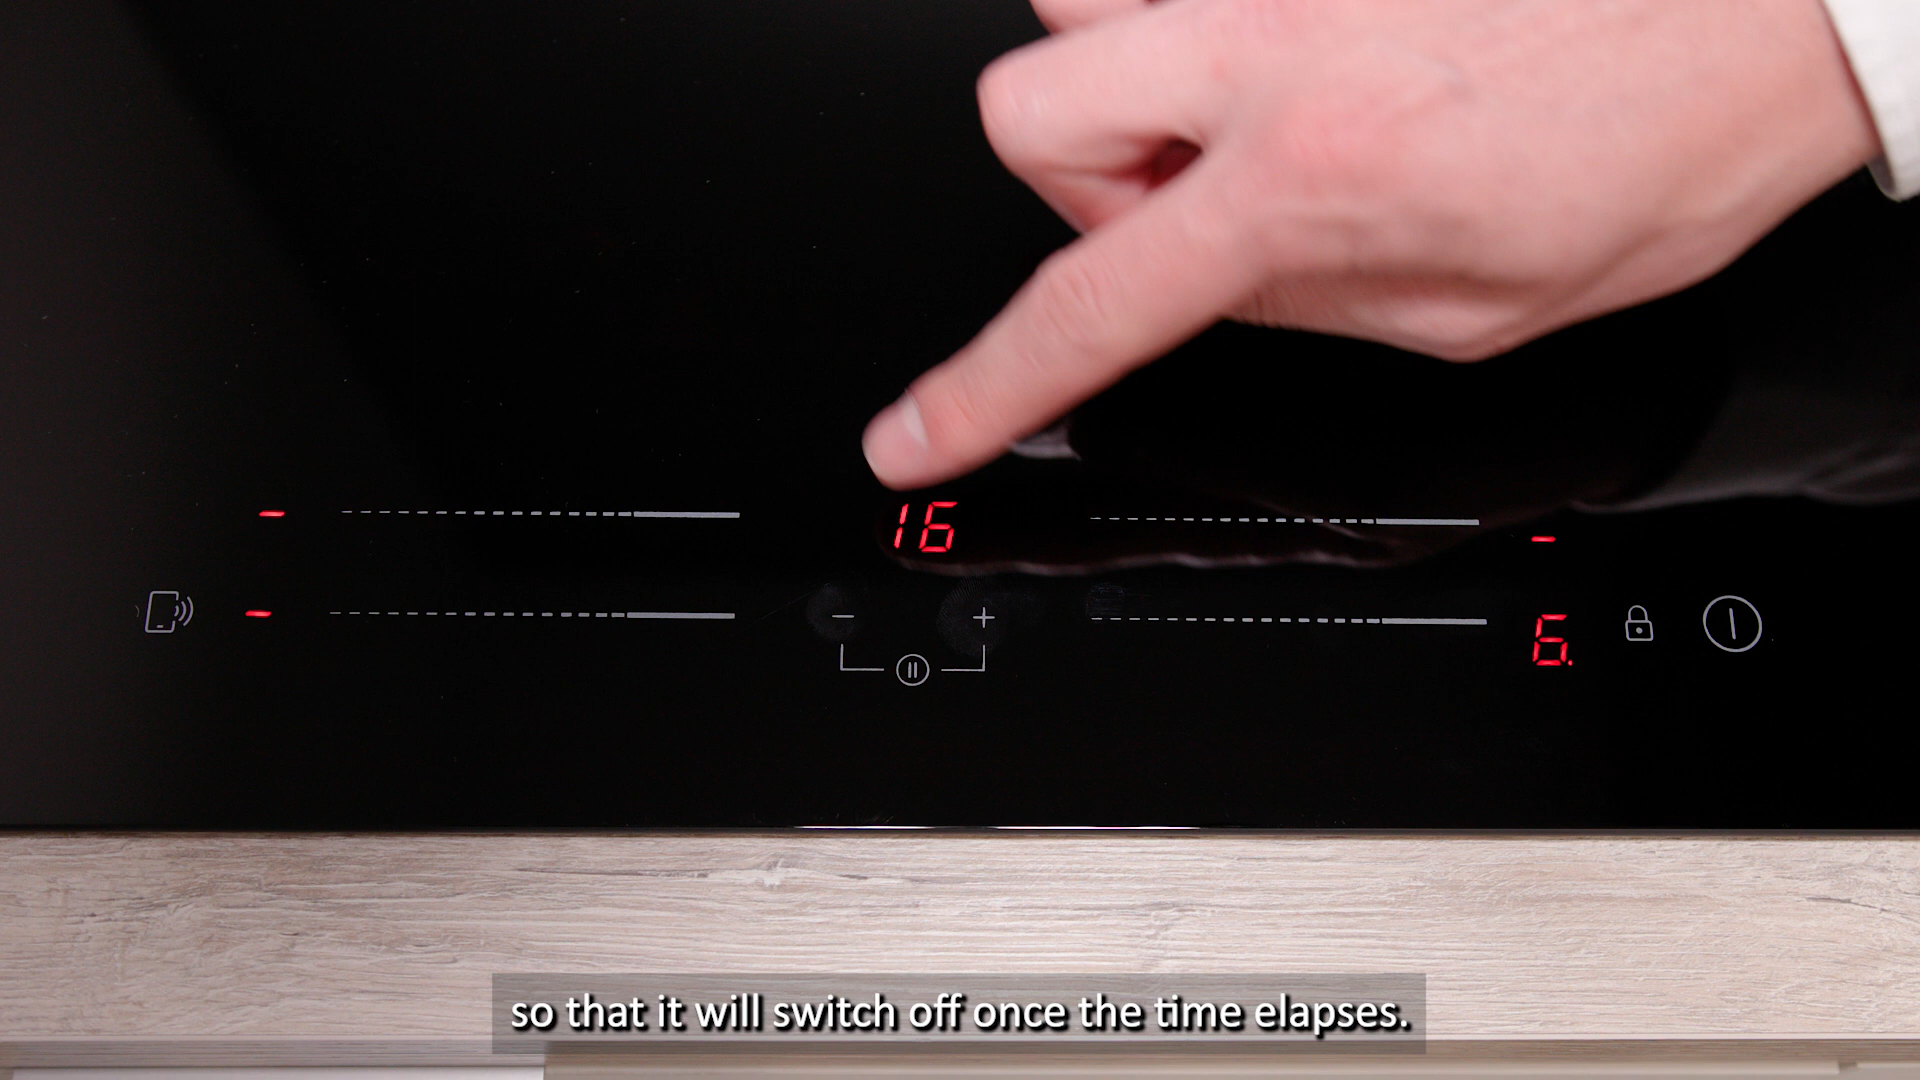 16
6.
so that it will switch off once the time elapses.